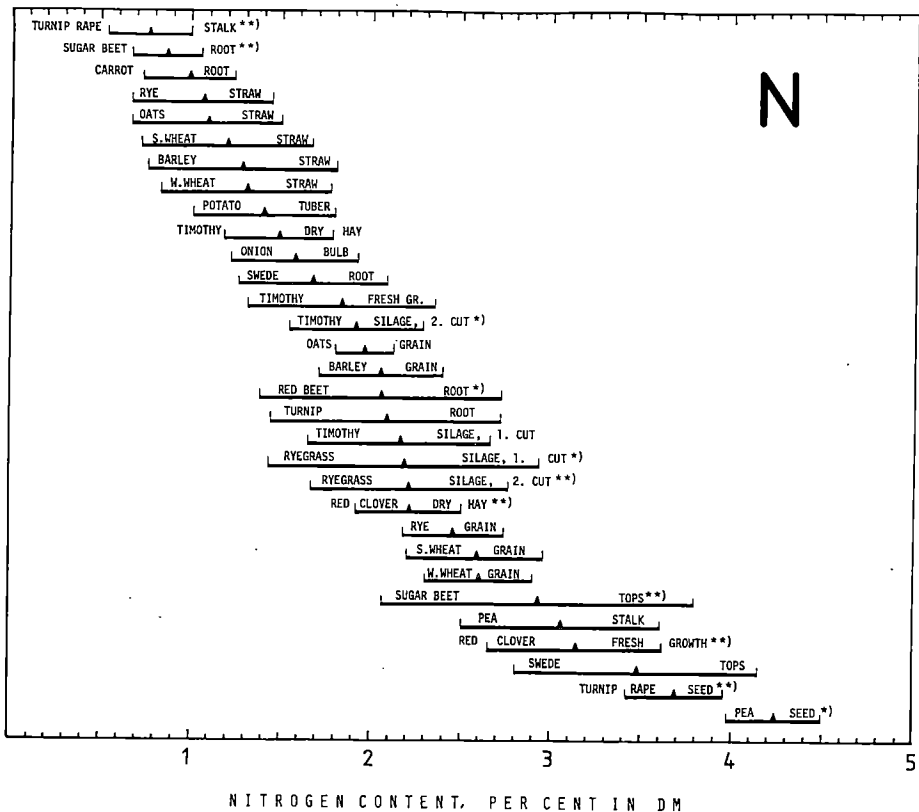 TURNIP RAPE STALK **)
SUGAR BEET ROOT **)
CARROT ROOT
N
RYE STRAW
OATS STRAW
S.WHEAT STRAW
BARLEY STRAW
W.WHEAT STRAW
POTATO TUBER
TIMOTHY DRY HAY
ONION BULB
SWEDE ROOT
TIMOTHY FRESH GR.
TIMOTHY SILAGE, 2. CUT *)
OATS GRAIN
BARLEY GRAIN
RED BEET ROOT *)
TURNIP ROOT
TIMOTHY SILAGE, 1. CUT
RYEGRASS SILAGE, 1. CUT *)
RYEGRASS SILAGE, 2. CUT **)
RED CLOVER DRY HAY **)
RYE GRAIN
S.WHEAT GRAIN
W.WHEAT GRAIN
SUGAR BEET TOPS **)
PEA STALK
RED CLOVER FRESH GROWTH **)
SWEDE TOPS
TURNIP RAPE SEED **)
PEA SEED *)
1 2 3 4 5
NITROGEN CONTENT, PER CENT IN DM